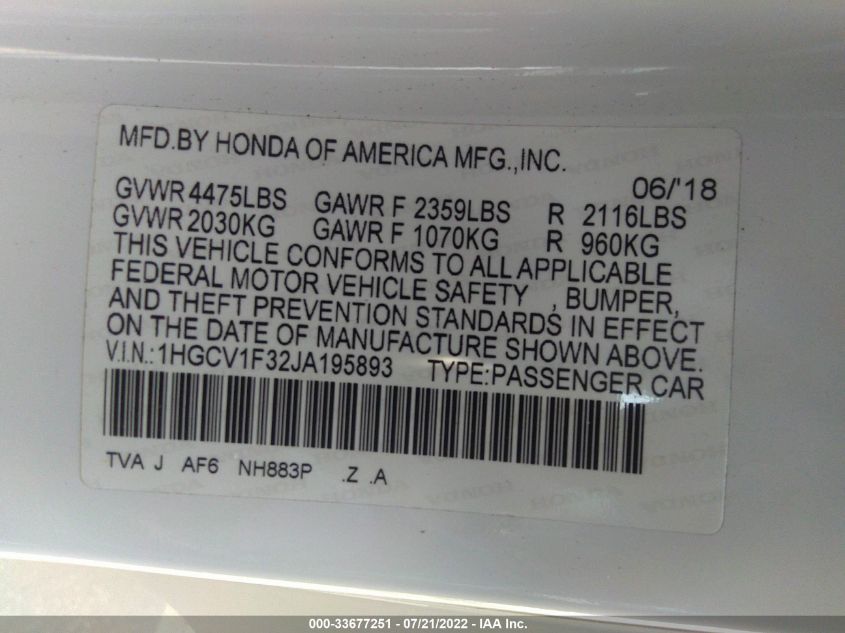 MFD.BY HONDA OF AMERICA MFG.,INC.
06/'18
GVWR 4475LBS GAWR F 2359LBS R 2116LBS
GVWR 2030KG GAWR F 1070KG R 960KG
THIS VEHICLE CONFORMS TO ALL APPLICABLE
FEDERAL MOTOR VEHICLE SAFETY , BUMPER,
AND THEFT PREVENTION STANDARDS IN EFFECT
ON THE DATE OF MANUFACTURE SHOWN ABOVE.
V.I.N.:1HGCV1F32JA195893 TYPE:PASSENGER CAR
TVA J AF6 NH883P .Z .A
000-33677251 - 07/21/2022 - IAA Inc.